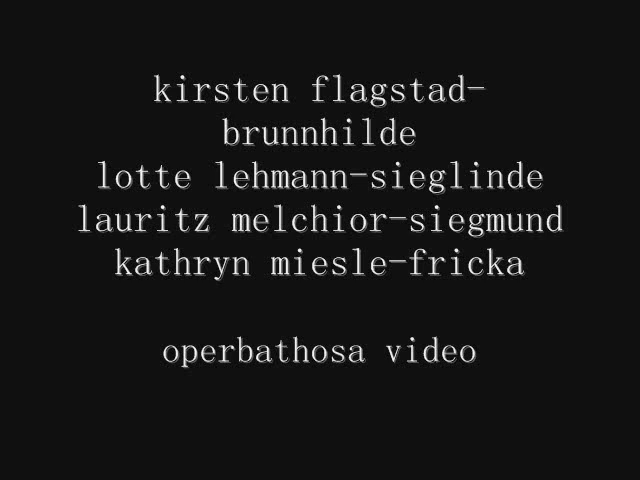 kirsten flagstad-
brunnhilde
lotte lehmann-sieglinde
lauritz melchior-siegmund
kathryn miesle-fricka
operbathosa video